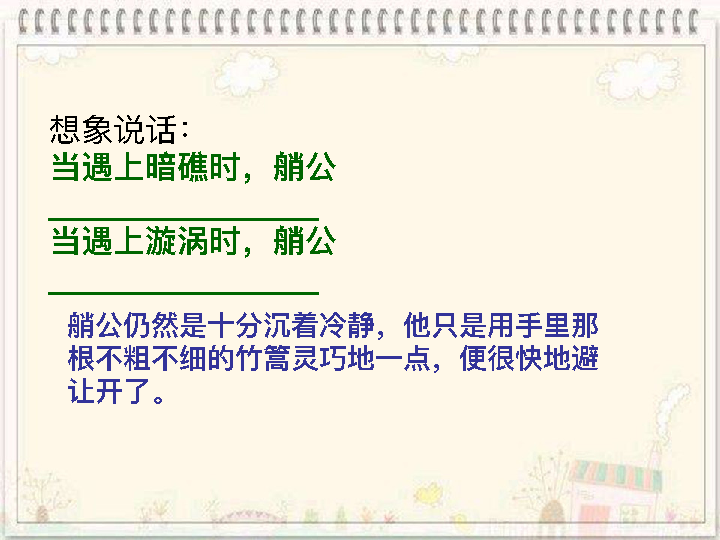 想象说话：
当遇上暗礁时，艄公
_________________
当遇上漩涡时，艄公
_________________
艄公仍然是十分沉着冷静，他只是用手里那
根不粗不细的竹篙灵巧地一点，便很快地避
让开了。